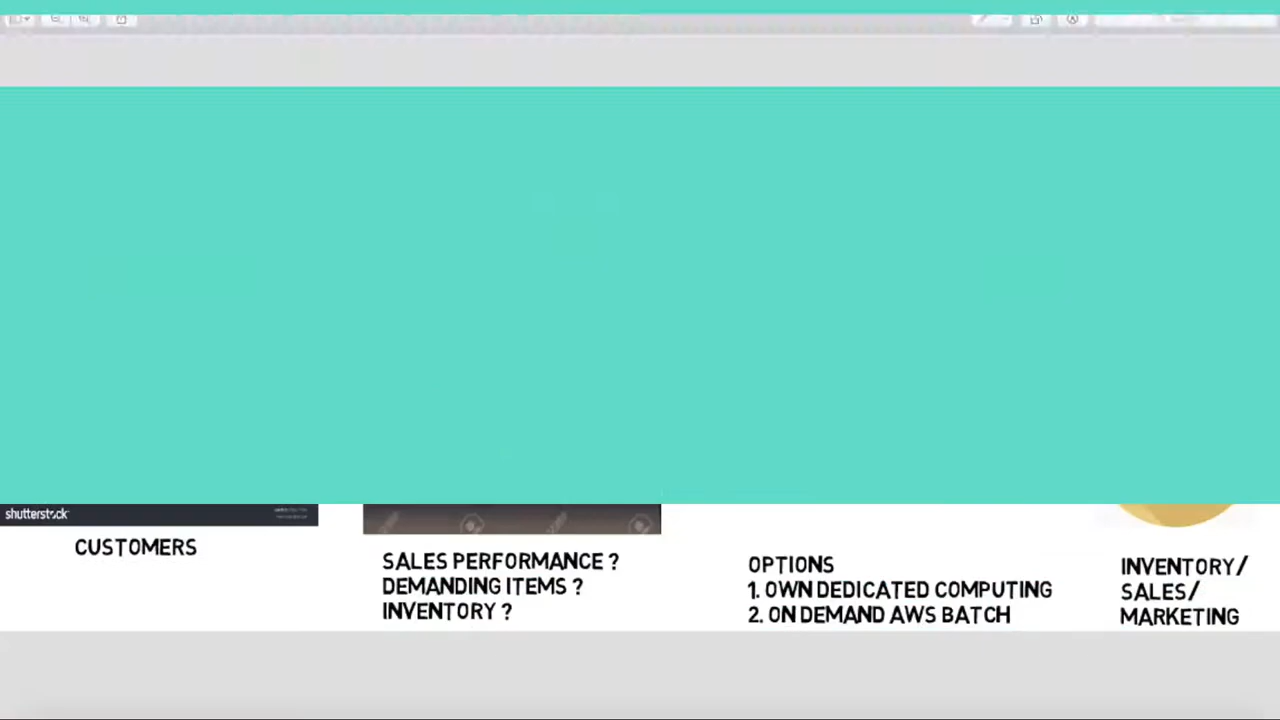 shutterstock
CUSTOMERS
SALES PERFORMANCE ?
DEMANDING ITEMS ?
INVENTORY ?
OPTIONS
1. OWN DEDICATED COMPUTING
2. ON DEMAND AWS BATCH
INVENTORY/
SALES/
MARKETING